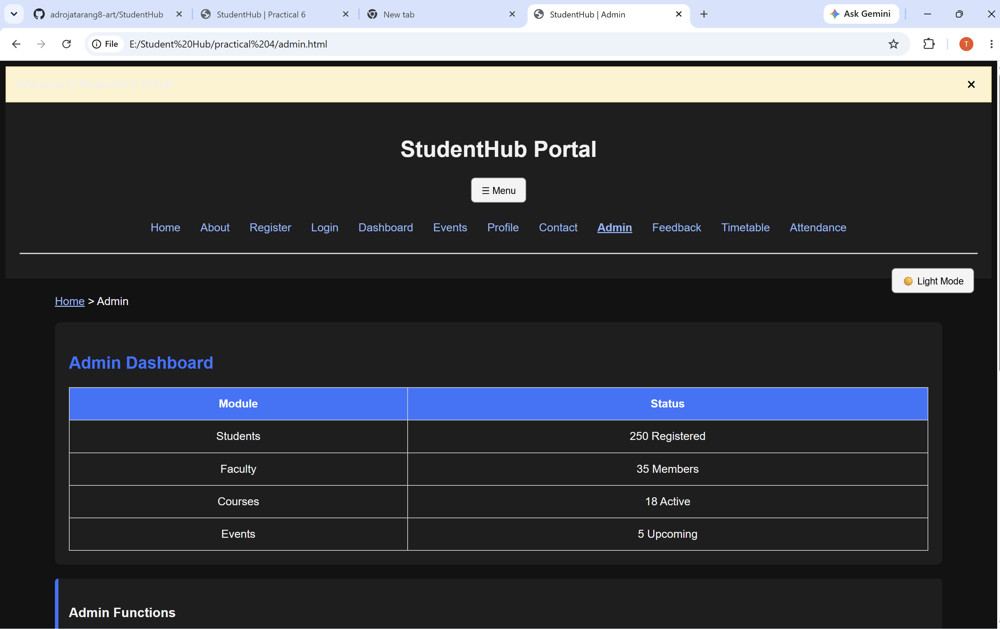 adrojatarang8-art/StudentHub
StudentHub | Practical 6
New tab
StudentHub | Admin
Ask Gemini
File
E:/Student%20Hub/practical%204/admin.html
T
Welcome to StudentHub Portal!
StudentHub Portal
☰ Menu
Home About Register Login Dashboard Events Profile Contact Admin Feedback Timetable Attendance
Light Mode
Home > Admin
Admin Dashboard
Module Status
Students 250 Registered
Faculty 35 Members
Courses 18 Active
Events 5 Upcoming
Admin Functions